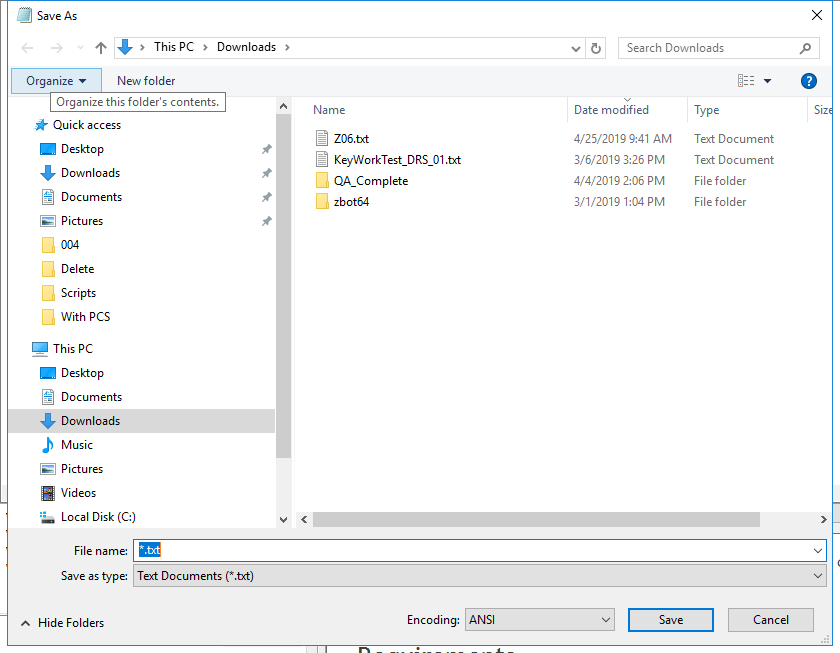 Save As
This PC > Downloads >
Search Downloads
Organize
New folder
?
Organize this folder's contents.
Quick access
Desktop
Downloads
Documents
Pictures
004
Delete
Scripts
With PCS
This PC
Desktop
Documents
Downloads
Music
Pictures
Videos
Local Disk (C:)
Name Date modified Type Size
Z06.txt 4/25/2019 9:41 AM Text Document
KeyWorkTest_DRS_01.txt 3/6/2019 3:26 PM Text Document
QA_Complete 4/4/2019 2:06 PM File folder
zbot64 3/1/2019 1:04 PM File folder
File name: *.txt
Save as type: Text Documents (*.txt)
Hide Folders
Encoding: ANSI
Save
Cancel
Requirements